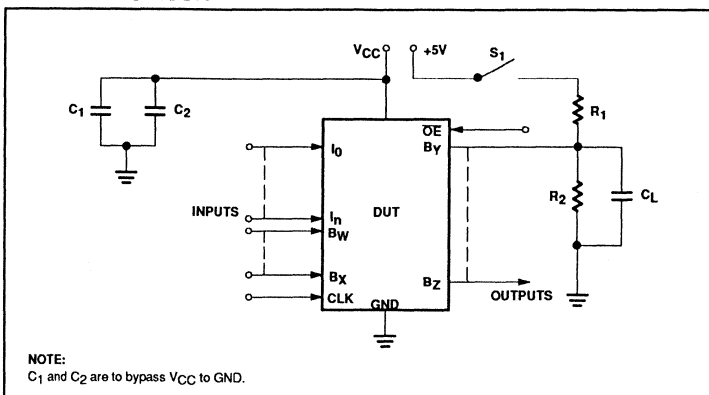 VCC
+5V
S1
C1
C2
R1
OE
I0
BY
INPUTS
In
DUT
R2
CL
BW
BX
BZ
CLK
GND
OUTPUTS
NOTE:
C1 and C2 are to bypass VCC to GND.